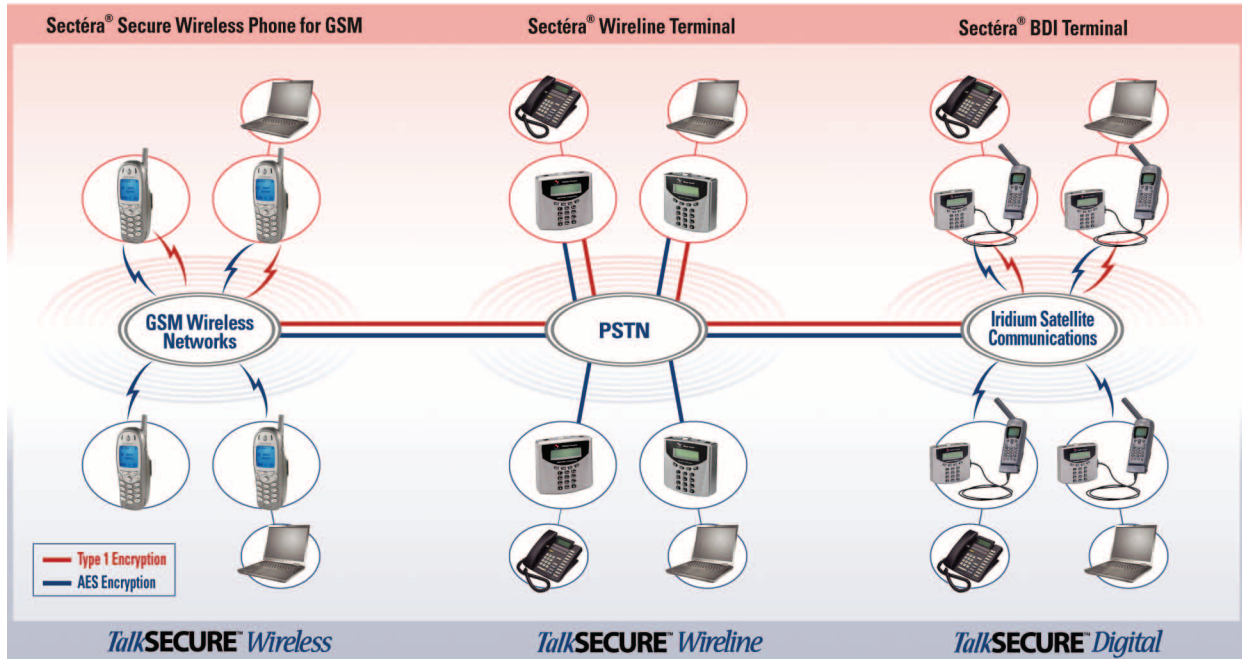 Sectéra® Secure Wireless Phone for GSM
Sectéra® Wireline Terminal
Sectéra® BDI Terminal
GSM Wireless
Networks
PSTN
Iridium Satellite
Communications
Type 1 Encryption
AES Encryption
TalkSECURE™ Wireless
TalkSECURE™ Wireline
TalkSECURE™ Digital